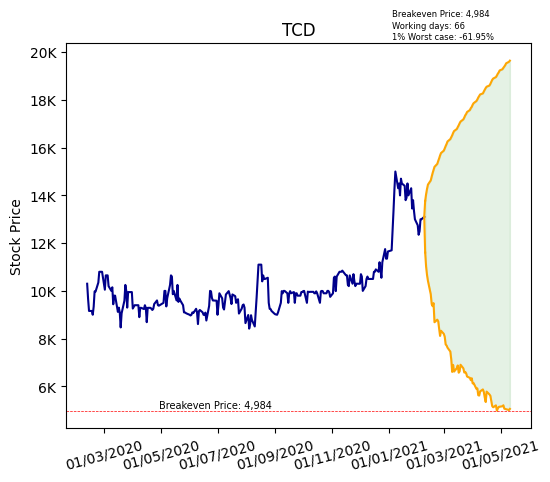 Breakeven Price: 4,984
Working days: 66
1% Worst case: -61.95%
TCD
Stock Price
20K
18K
16K
14K
12K
10K
8K
6K
Breakeven Price: 4,984
01/03/2020
01/05/2020
01/07/2020
01/09/2020
01/11/2020
01/01/2021
01/03/2021
01/05/2021